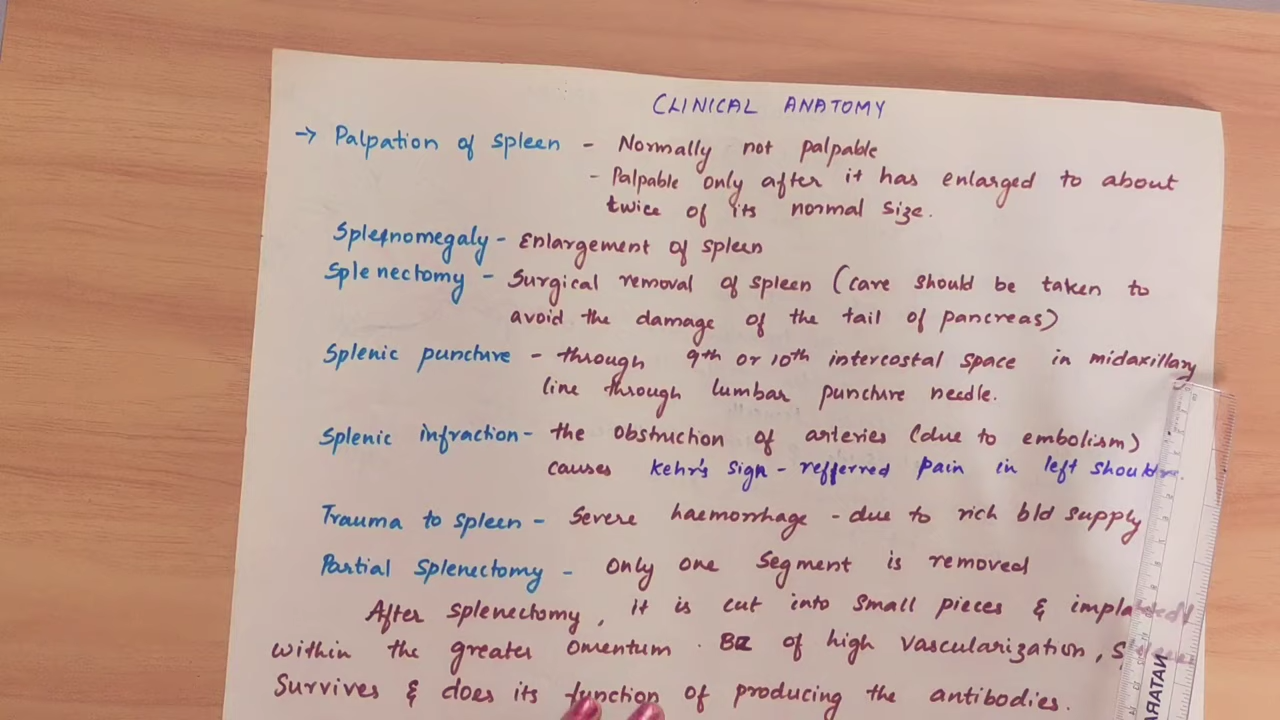 CLINICAL ANATOMY
→ Palpation of spleen - Normally not palpable
- Palpable only after it has enlarged to about
twice of its normal size.
Splenomegaly - Enlargement of spleen
Splenectomy - Surgical removal of spleen (care should be taken to
avoid the damage of the tail of pancreas)
Splenic puncture - through 9th or 10th intercostal space in midaxillary
line through lumbar puncture needle.
Splenic infraction - the obstruction of arteries (due to embolism)
causes Kehr's sign - refferred pain in left
Trauma to spleen - Severe haemorrhage - due to rich bld supply
Partial splenectomy - Only one segment is removed
After splenectomy, it is cut into small pieces & implanted
within the greater omentum. BZ of high vascularization,
survives & does its function of producing the antibodies.
NATARA